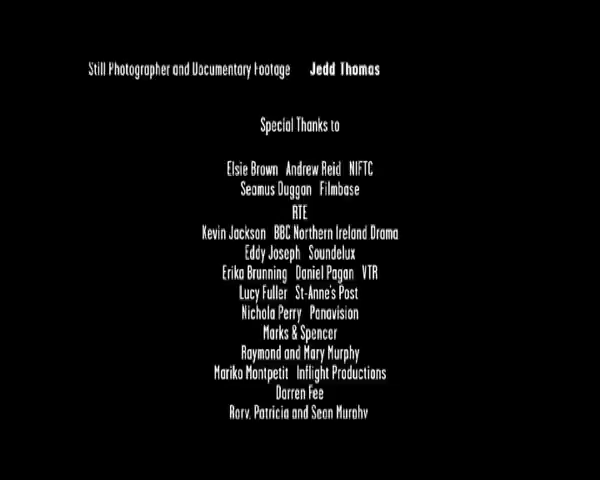 Still Photographer and Documentary Footage Jedd Thomas
Special Thanks to
Elsie Brown Andrew Reid NIFTC
Seamus Duggan Filmbase
RTE
Kevin Jackson BBC Northern Ireland Drama
Eddy Joseph Soundelux
Erika Brunning Daniel Pagan VTR
Lucy Fuller St-Anne's Post
Nichola Perry Panavision
Marks & Spencer
Raymond and Mary Murphy
Mariko Montpetit Inflight Productions
Darren Fee
Rory, Patricia and Sean Murphy